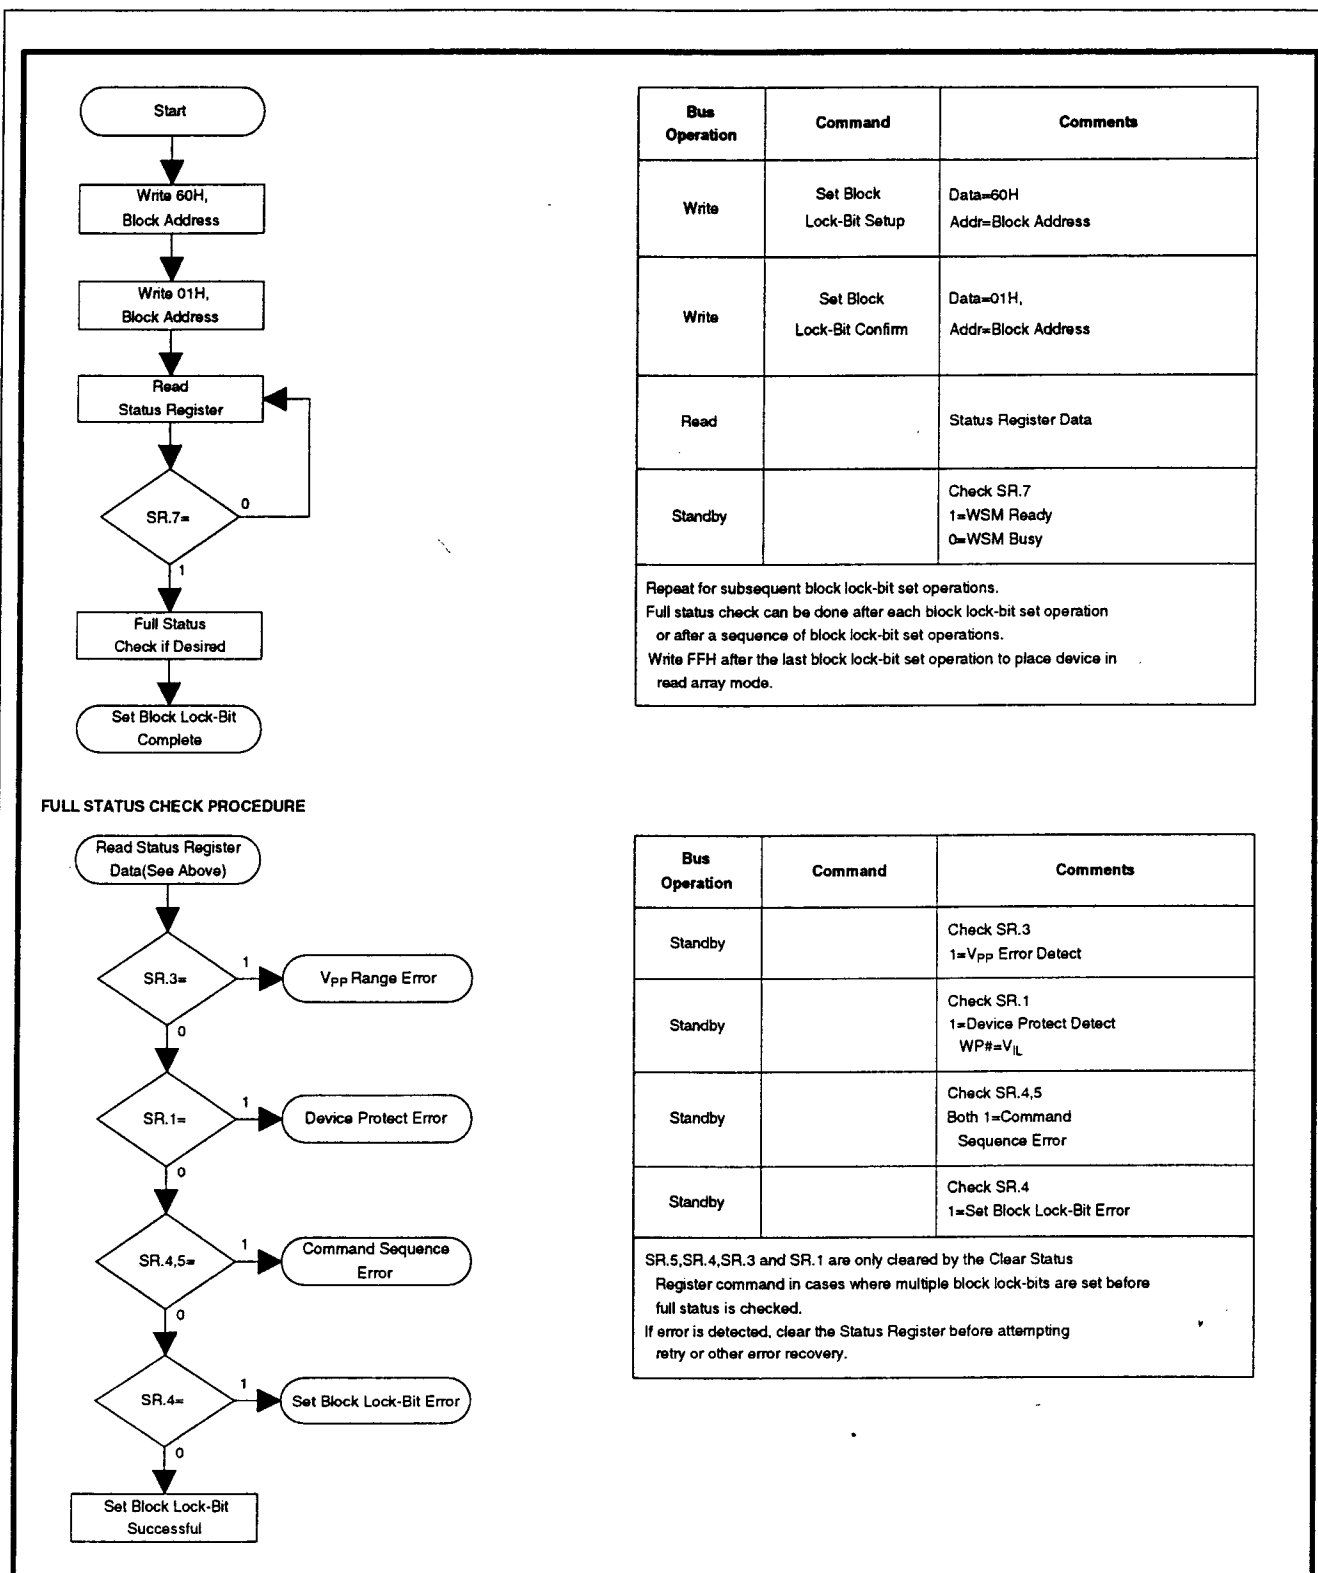 Start
Write 60H,
Block Address
Write 01H,
Block Address
Read
Status Register
SR.7=
0
1
Full Status
Check if Desired
Set Block Lock-Bit
Complete
Bus
Operation
Command
Comments
Write
Set Block
Lock-Bit Setup
Data=60H
Addr=Block Address
Write
Set Block
Lock-Bit Confirm
Data=01H,
Addr=Block Address
Read
Status Register Data
Standby
Check SR.7
1=WSM Ready
0=WSM Busy
Repeat for subsequent block lock-bit set operations.
Full status check can be done after each block lock-bit set operation
or after a sequence of block lock-bit set operations.
Write FFH after the last block lock-bit set operation to place device in
read array mode.
FULL STATUS CHECK PROCEDURE
Read Status Register
Data(See Above)
SR.3=
1
VPP Range Error
0
SR.1=
1
Device Protect Error
0
SR.4,5=
1
Command Sequence
Error
0
SR.4=
1
Set Block Lock-Bit Error
0
Set Block Lock-Bit
Successful
Bus
Operation
Command
Comments
Standby
Check SR.3
1=VPP Error Detect
Standby
Check SR.1
1=Device Protect Detect
WP#=VIL
Standby
Check SR.4,5
Both 1=Command
Sequence Error
Standby
Check SR.4
1=Set Block Lock-Bit Error
SR.5,SR.4,SR.3 and SR.1 are only cleared by the Clear Status
Register command in cases where multiple block lock-bits are set before
full status is checked.
If error is detected, clear the Status Register before attempting
retry or other error recovery.